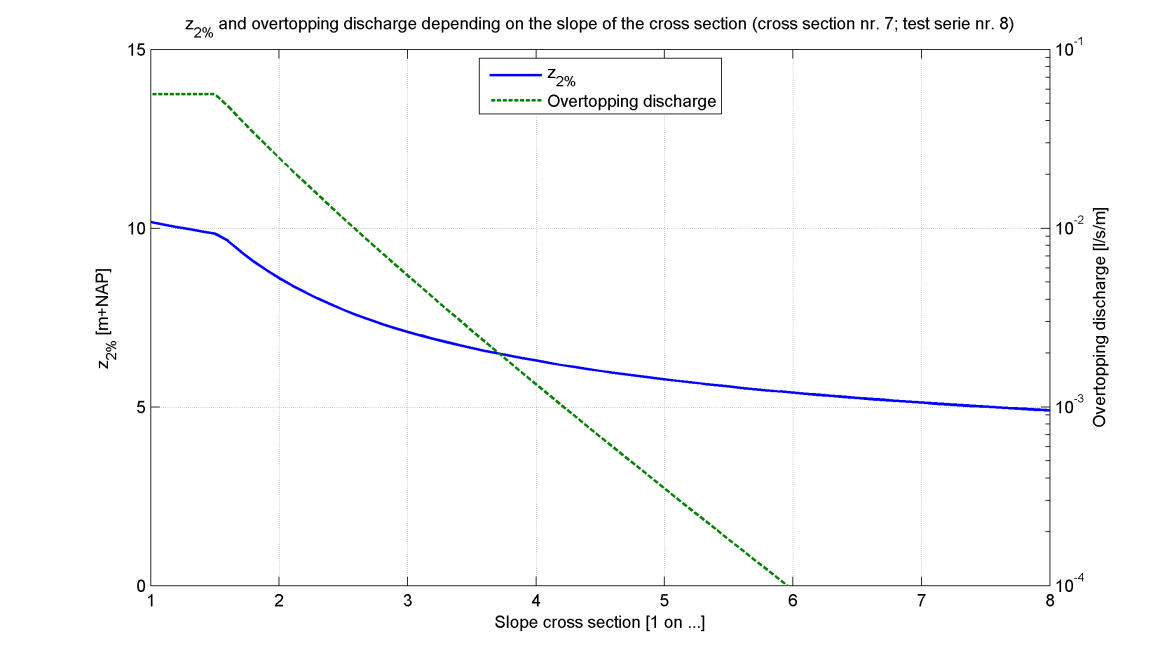 z2% and overtopping discharge depending on the slope of the cross section (cross section nr. 7; test serie nr. 8)
z2%
Overtopping discharge
15
10
5
0
z2% [m+NAP]
10-1
10-2
10-3
10-4
Overtopping discharge [l/s/m]
1 2 3 4 5 6 7 8
Slope cross section [1 on ...]